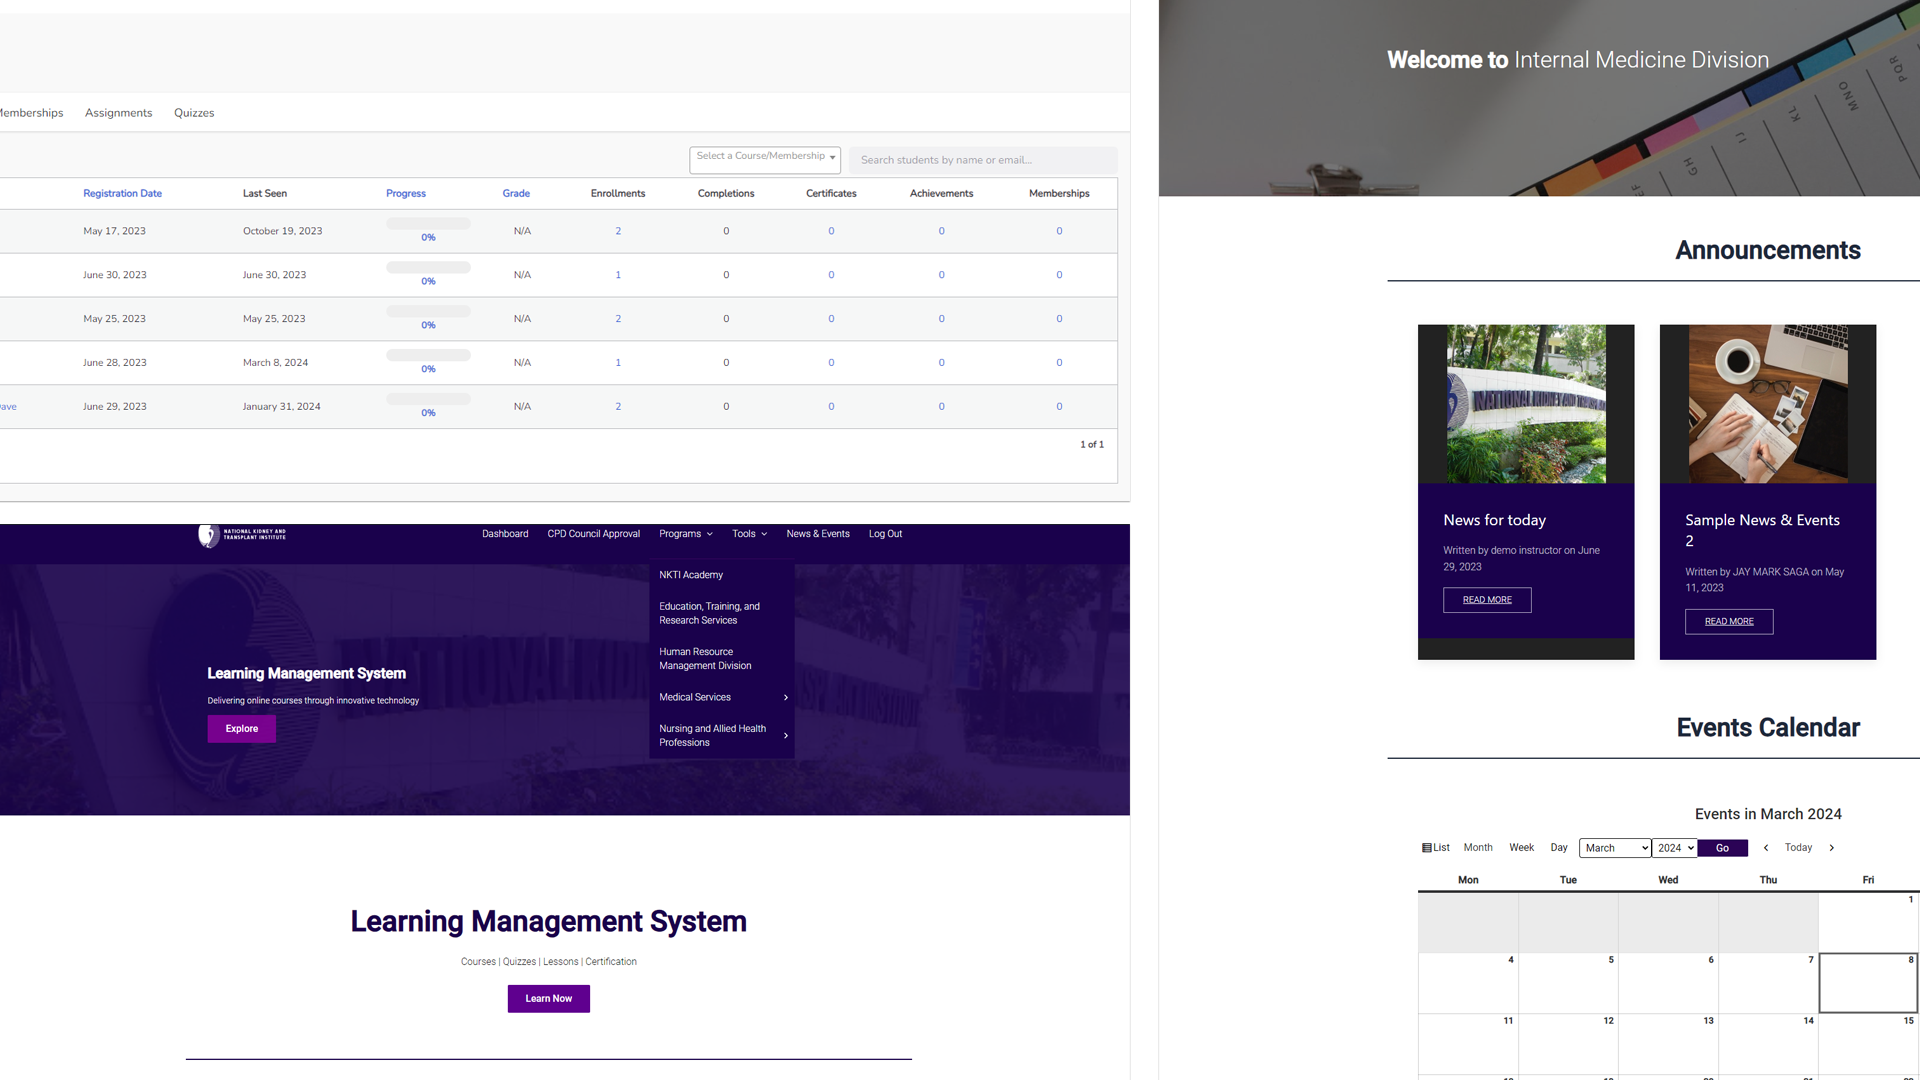 Memberships Assignments Quizzes
Select a Course/Membership Search students by name or email...
Registration Date Last Seen Progress Grade Enrollments Completions Certificates Achievements Memberships
May 17, 2023 October 19, 2023 0% N/A 2 0 0 0 0
June 30, 2023 June 30, 2023 0% N/A 1 0 0 0 0
May 25, 2023 May 25, 2023 0% N/A 2 0 0 0 0
June 28, 2023 March 8, 2024 0% N/A 1 0 0 0 0
ave June 29, 2023 January 31, 2024 0% N/A 2 0 0 0 0
1 of 1
NATIONAL KIDNEY AND
TRANSPLANT INSTITUTE
Dashboard CPD Council Approval Programs Tools News & Events Log Out
NKTI Academy
Education, Training, and
Research Services
Human Resource
Management Division
Medical Services
Nursing and Allied Health
Professions
Learning Management System
Delivering online courses through innovative technology
Explore
Learning Management System
Courses | Quizzes | Lessons | Certification
Learn Now
Welcome to Internal Medicine Division
PQR
MNO
KL
IJ
GH
EF
Announcements
NATIONAL KIDNEY AND
News for today
Written by demo instructor on June
29, 2023
READ MORE
Sample News & Events
2
Written by JAY MARK SAGA on May
11, 2023
READ MORE
Events Calendar
Events in March 2024
List Month Week Day March 2024 Go < Today >
Mon Tue Wed Thu Fri
1
4 5 6 7 8
11 12 13 14 15